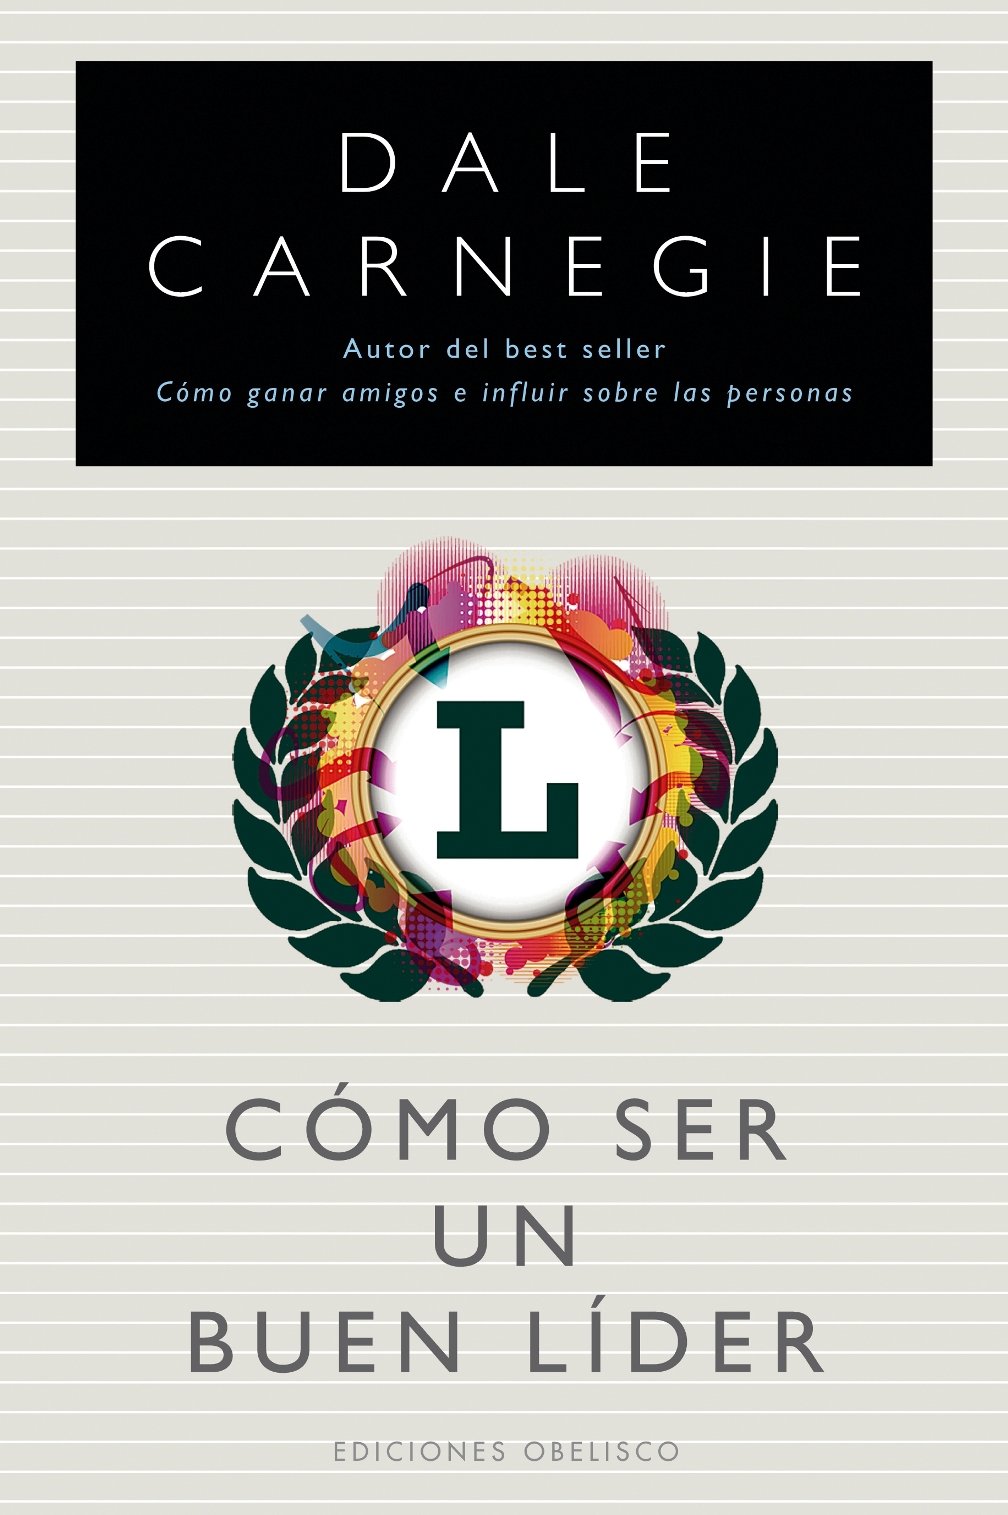 DALE
CARNEGIE
Autor del best seller
Cómo ganar amigos e influir sobre las personas
L
CÓMO SER
UN
BUEN LÍDER
EDICIONES OBELISCO